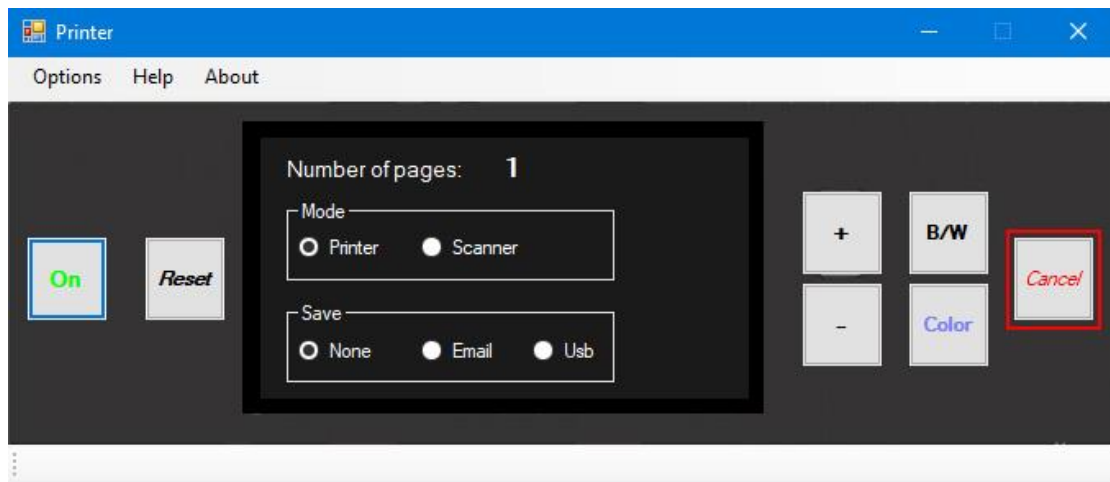 Printer
Options Help About
Number of pages: 1
Mode
Printer Scanner
Save
None Email Usb
On
Reset
+
B/W
-
Color
Cancel